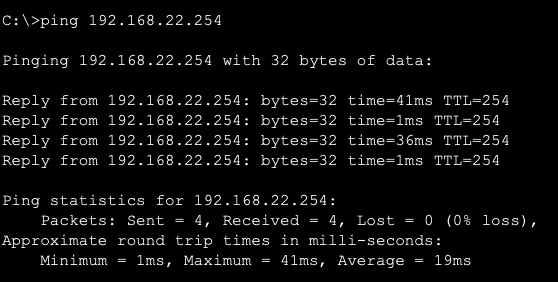 C:\>ping 192.168.22.254
Pinging 192.168.22.254 with 32 bytes of data:
Reply from 192.168.22.254: bytes=32 time=41ms TTL=254
Reply from 192.168.22.254: bytes=32 time=1ms TTL=254
Reply from 192.168.22.254: bytes=32 time=36ms TTL=254
Reply from 192.168.22.254: bytes=32 time=1ms TTL=254
Ping statistics for 192.168.22.254:
    Packets: Sent = 4, Received = 4, Lost = 0 (0% loss),
Approximate round trip times in milli-seconds:
    Minimum = 1ms, Maximum = 41ms, Average = 19ms